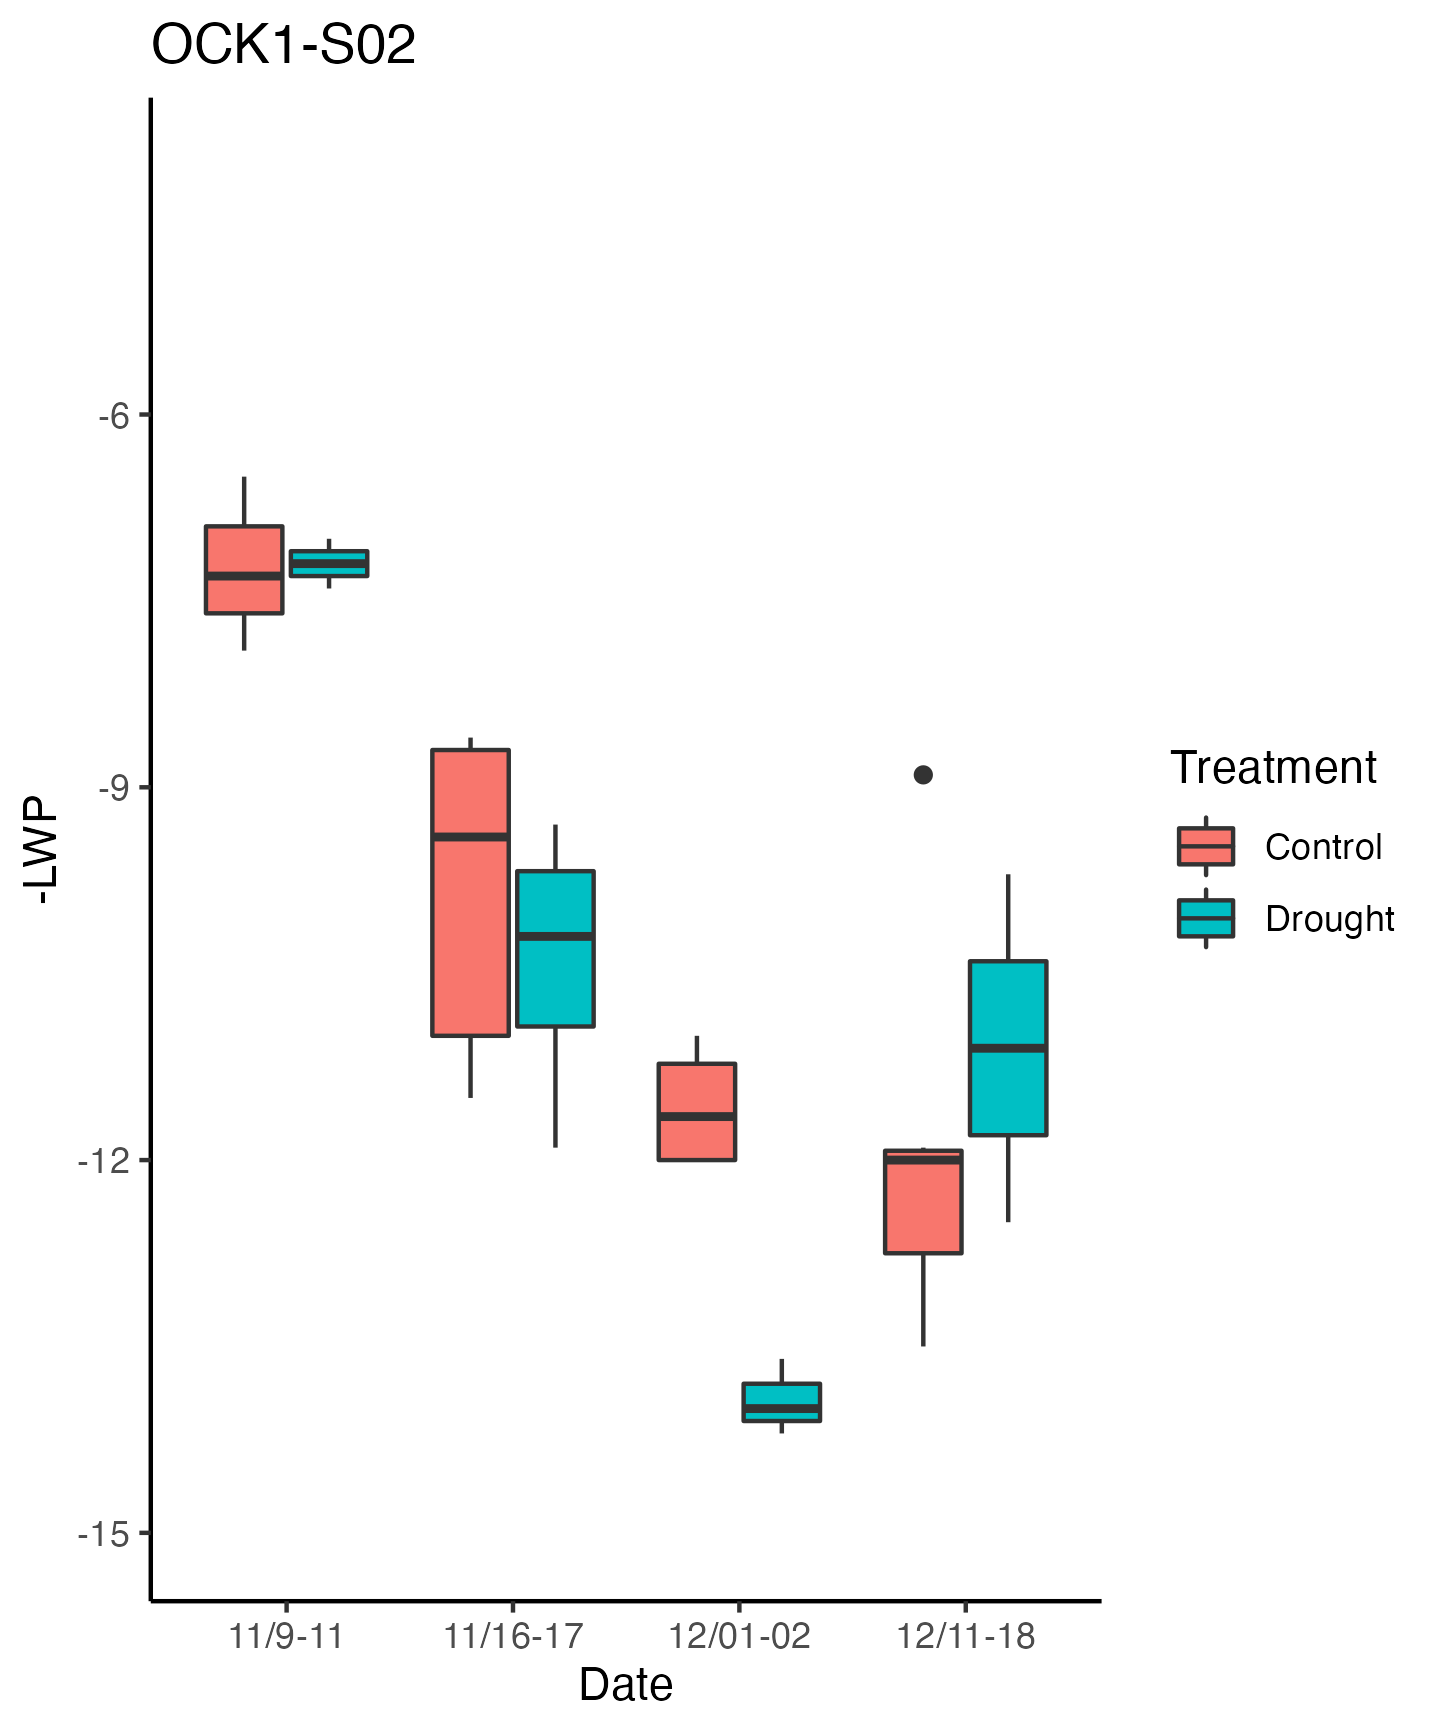 OCK1-S02
-LWP
-6
-9
-12
-15
11/9-11
11/16-17
12/01-02
12/11-18
Date
Treatment
Control
Drought